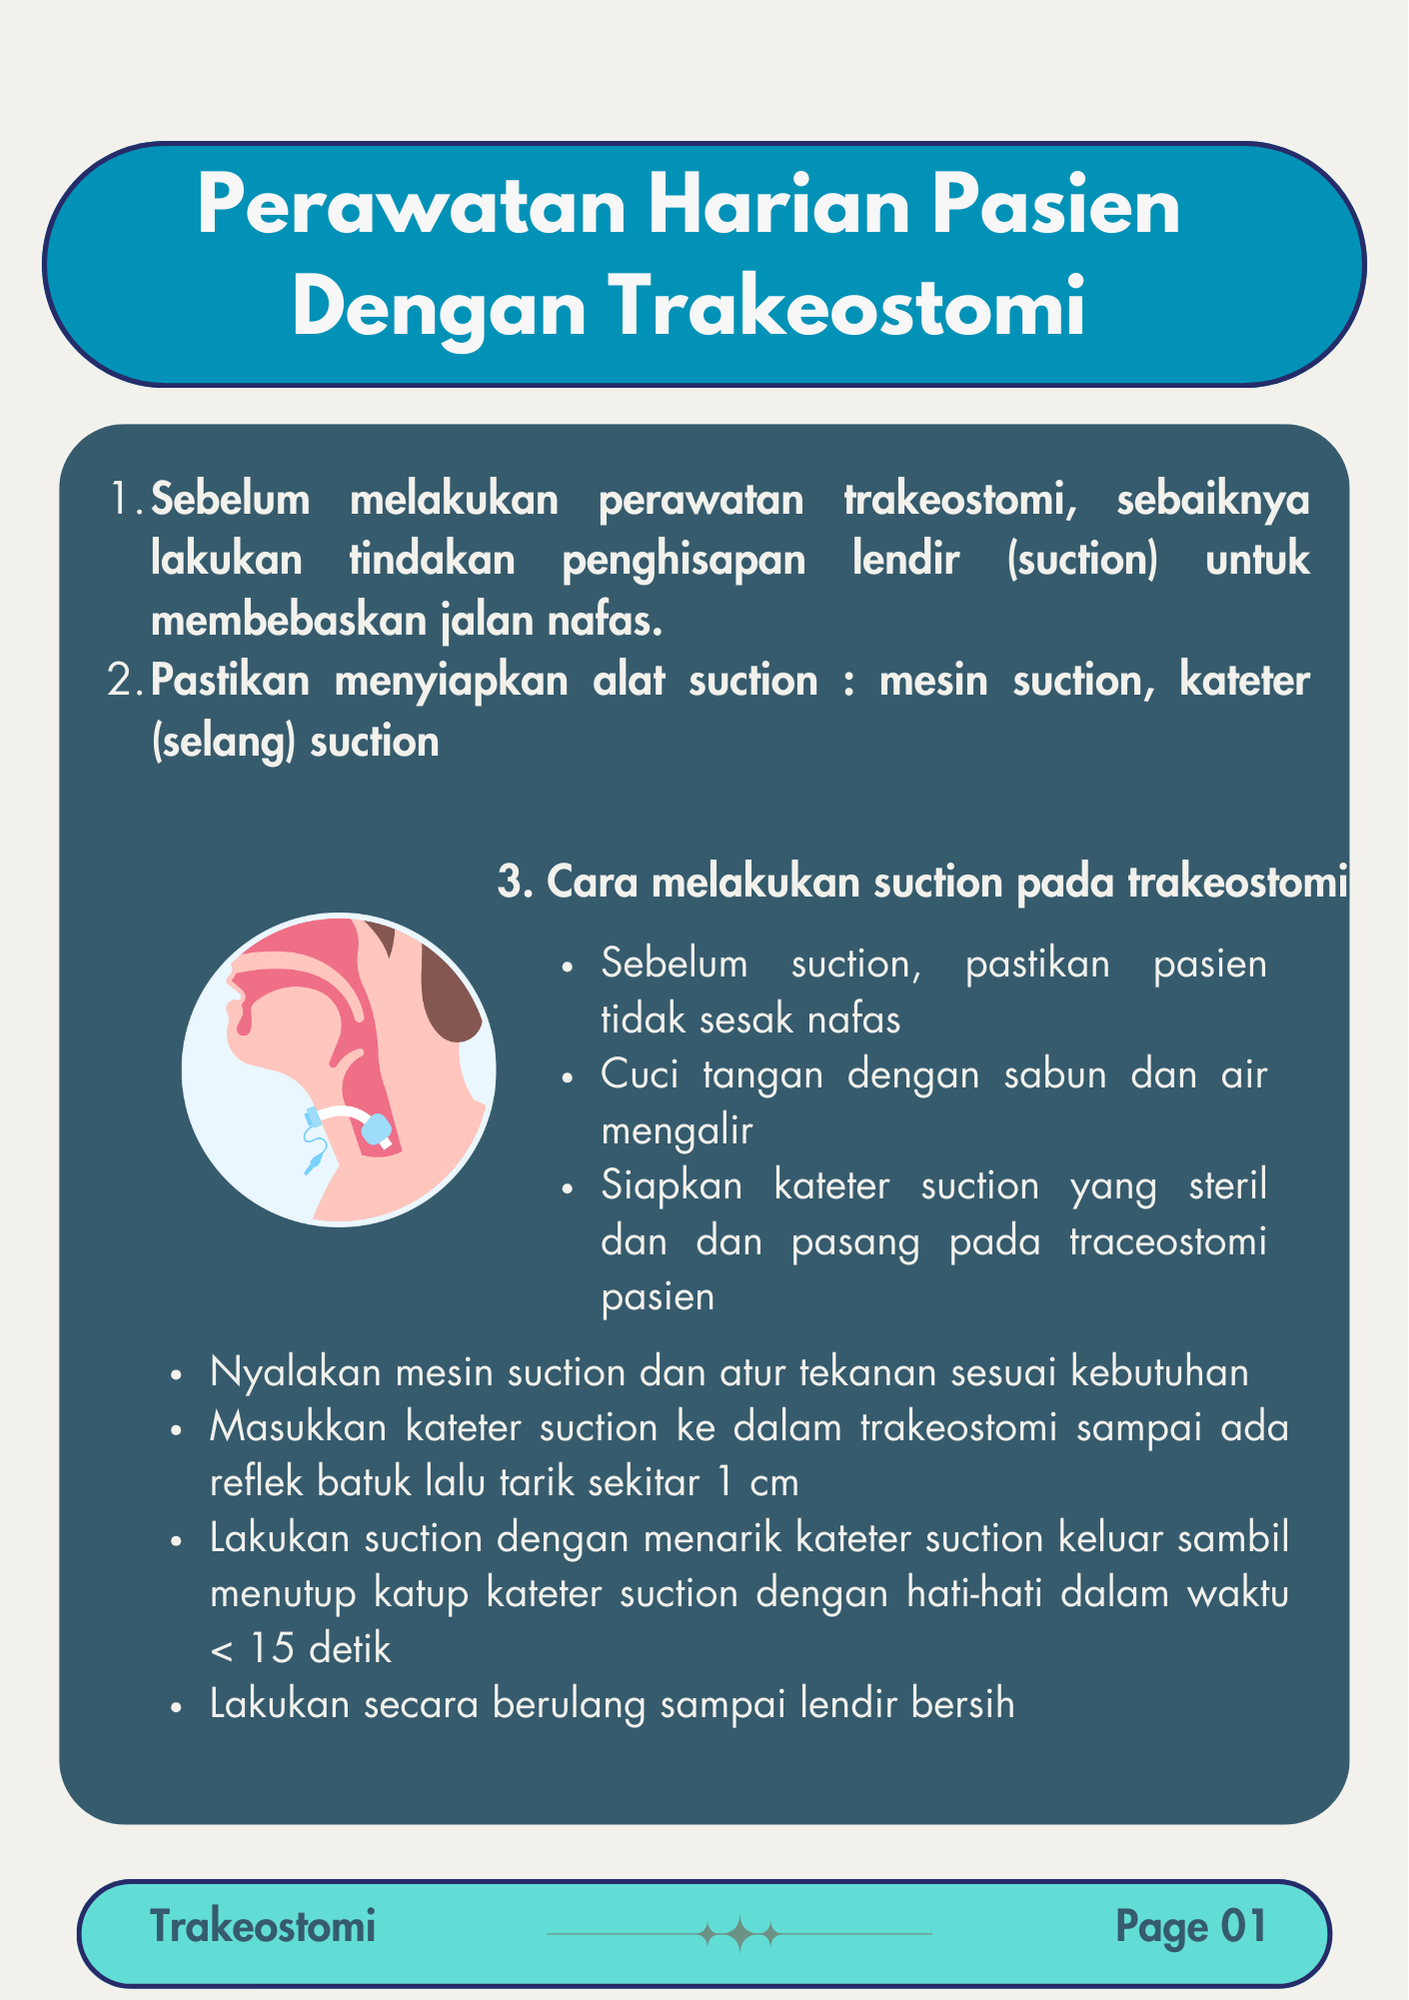 Perawatan Harian Pasien
Dengan Trakeostomi
1. Sebelum melakukan perawatan trakeostomi, sebaiknya
lakukan tindakan penghisapan lendir (suction) untuk
membebaskan jalan nafas.
2. Pastikan menyiapkan alat suction : mesin suction, kateter
(selang) suction
3. Cara melakukan suction pada trakeostomi
• Sebelum suction, pastikan pasien
tidak sesak nafas
• Cuci tangan dengan sabun dan air
mengalir
• Siapkan kateter suction yang steril
dan dan pasang pada traceostomi
pasien
• Nyalakan mesin suction dan atur tekanan sesuai kebutuhan
• Masukkan kateter suction ke dalam trakeostomi sampai ada
reflek batuk lalu tarik sekitar 1 cm
• Lakukan suction dengan menarik kateter suction keluar sambil
menutup katup kateter suction dengan hati-hati dalam waktu
< 15 detik
• Lakukan secara berulang sampai lendir bersih
Trakeostomi
Page 01